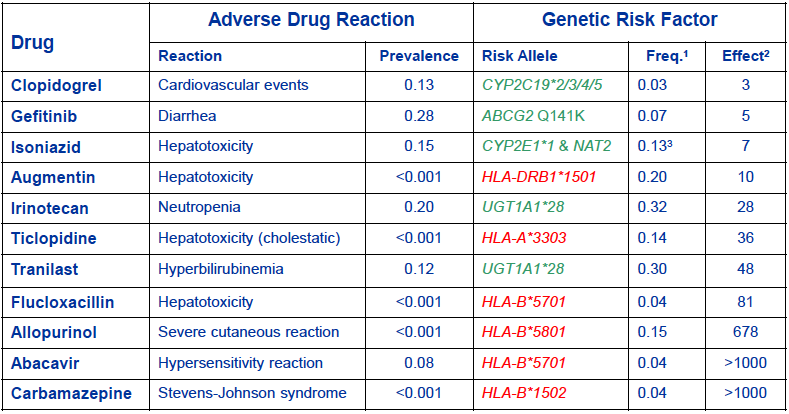 Drug Adverse Drug Reaction Genetic Risk Factor
Reaction Prevalence Risk Allele Freq.¹ Effect²
Clopidogrel Cardiovascular events 0.13 CYP2C19*2/3/4/5 0.03 3
Gefitinib Diarrhea 0.28 ABCG2 Q141K 0.07 5
Isoniazid Hepatotoxicity 0.15 CYP2E1*1 & NAT2 0.13³ 7
Augmentin Hepatotoxicity <0.001 HLA-DRB1*1501 0.20 10
Irinotecan Neutropenia 0.20 UGT1A1*28 0.32 28
Ticlopidine Hepatotoxicity (cholestatic) <0.001 HLA-A*3303 0.14 36
Tranilast Hyperbilirubinemia 0.12 UGT1A1*28 0.30 48
Flucloxacillin Hepatotoxicity <0.001 HLA-B*5701 0.04 81
Allopurinol Severe cutaneous reaction <0.001 HLA-B*5801 0.15 678
Abacavir Hypersensitivity reaction 0.08 HLA-B*5701 0.04 >1000
Carbamazepine Stevens-Johnson syndrome <0.001 HLA-B*1502 0.04 >1000